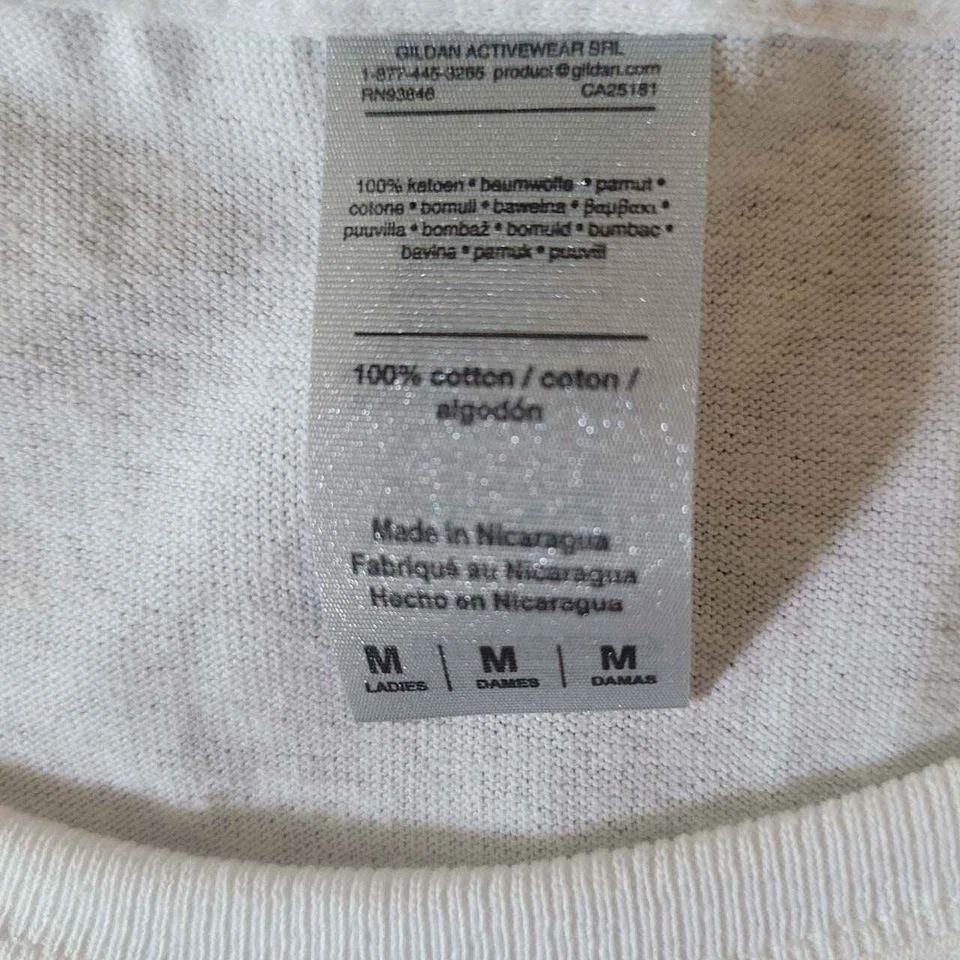 GILDAN ACTIVEWEAR SRL
1-877-445-3265 product@gildan.com
RN93846 CA25181
100% katoen • baumwolle • pamut •
cotone • bomull • bawełna • βαμβακι •
puuvilla • bombaž • bomuld • bumbac •
bavlna • pamuk • puuvill
100% cotton / coton /
algodón
Made in Nicaragua
Fabriqué au Nicaragua
Hecho en Nicaragua
M | M | M
LADIES DAMES DAMAS